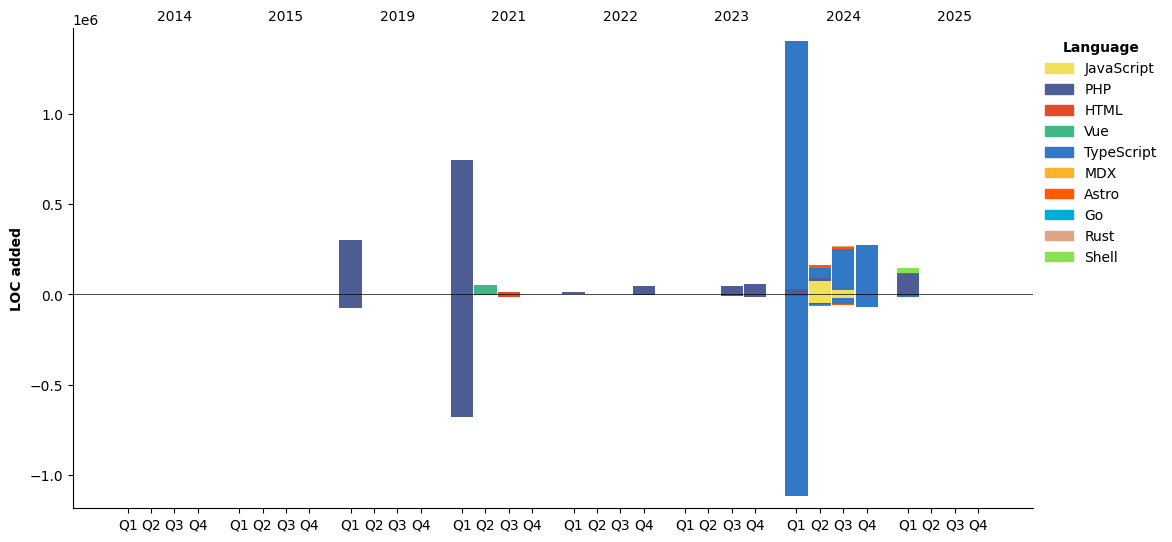 1e6
2014 2015 2019 2021 2022 2023 2024 2025
LOC added
1.0
0.5
0.0
−0.5
−1.0
Q1 Q2 Q3 Q4 Q1 Q2 Q3 Q4 Q1 Q2 Q3 Q4 Q1 Q2 Q3 Q4 Q1 Q2 Q3 Q4 Q1 Q2 Q3 Q4 Q1 Q2 Q3 Q4 Q1 Q2 Q3 Q4
Language
JavaScript
PHP
HTML
Vue
TypeScript
MDX
Astro
Go
Rust
Shell